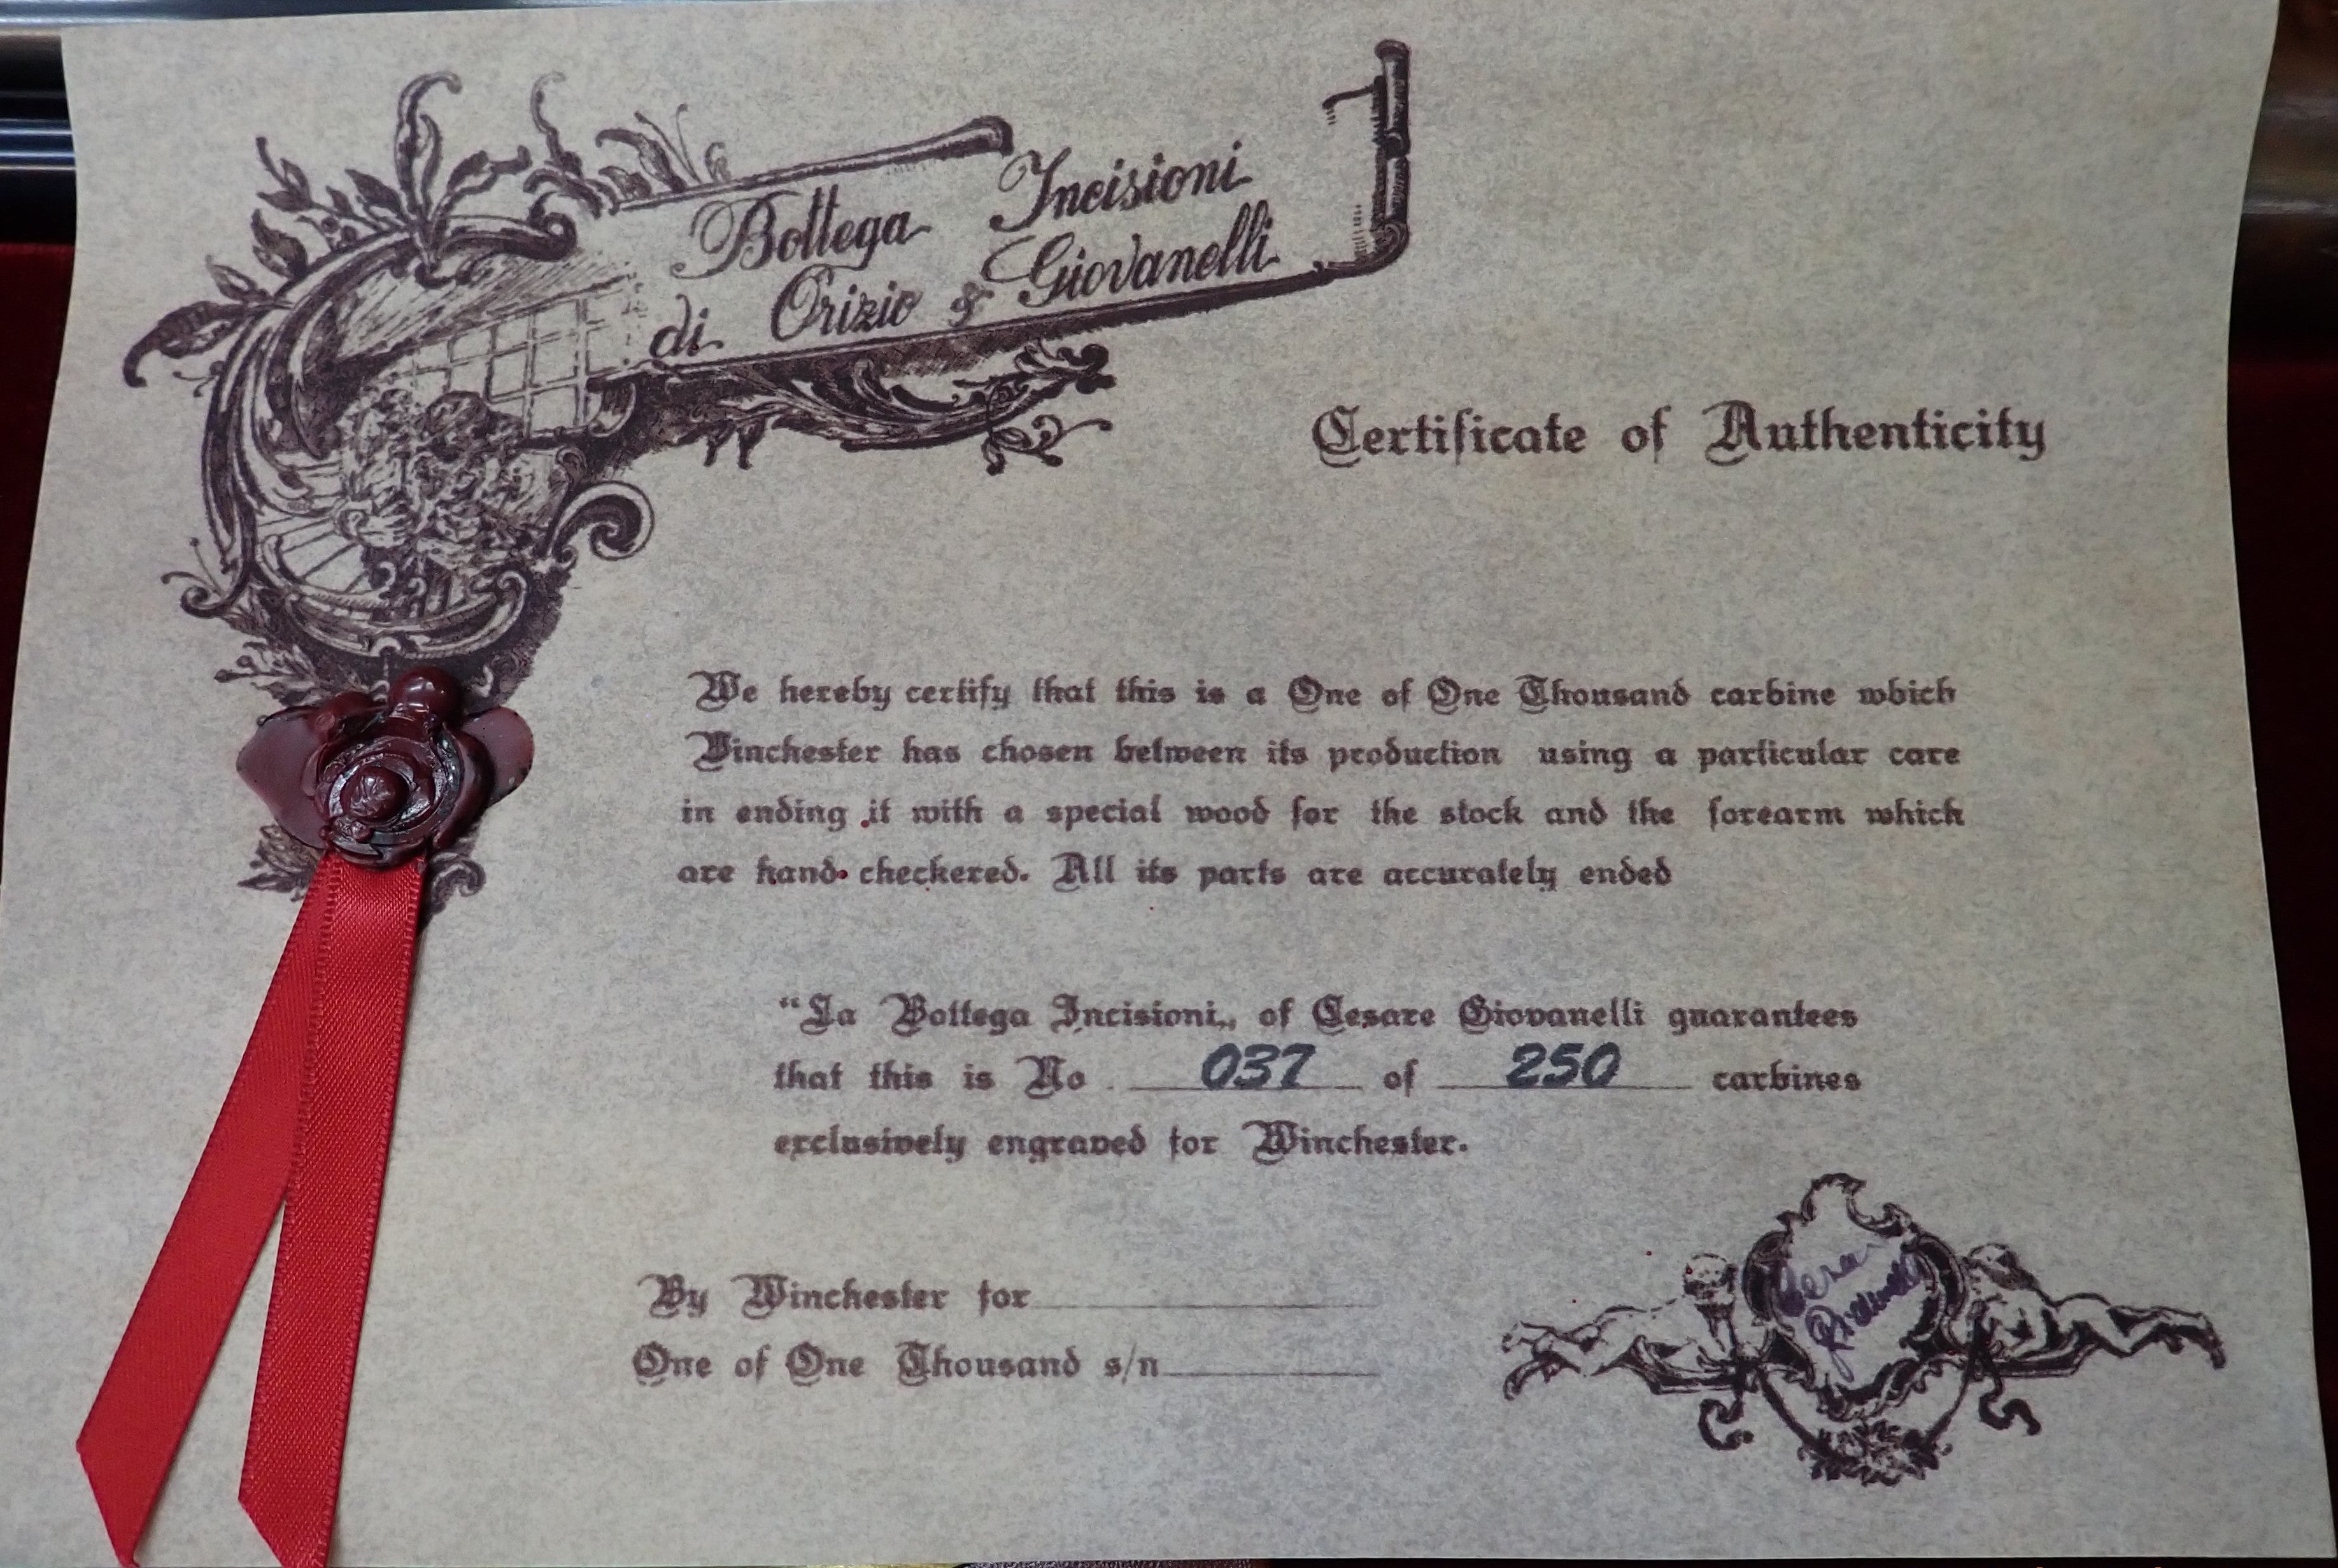 Bottega Incisioni
di Orizio & Giovanelli
Certificate of Authenticity
We hereby certify that this is a One of One Thousand carbine which
Winchester has chosen between its production using a particular care
in ending it with a special wood for the stock and the forearm which
are hand checkered. All its parts are accurately ended
"La Bottega Incisioni„ of Cesare Giovanelli guarantees
that this is No 037 of 250 carbines
exclusively engraved for Winchester.
By Winchester for
One of One Thousand s/n